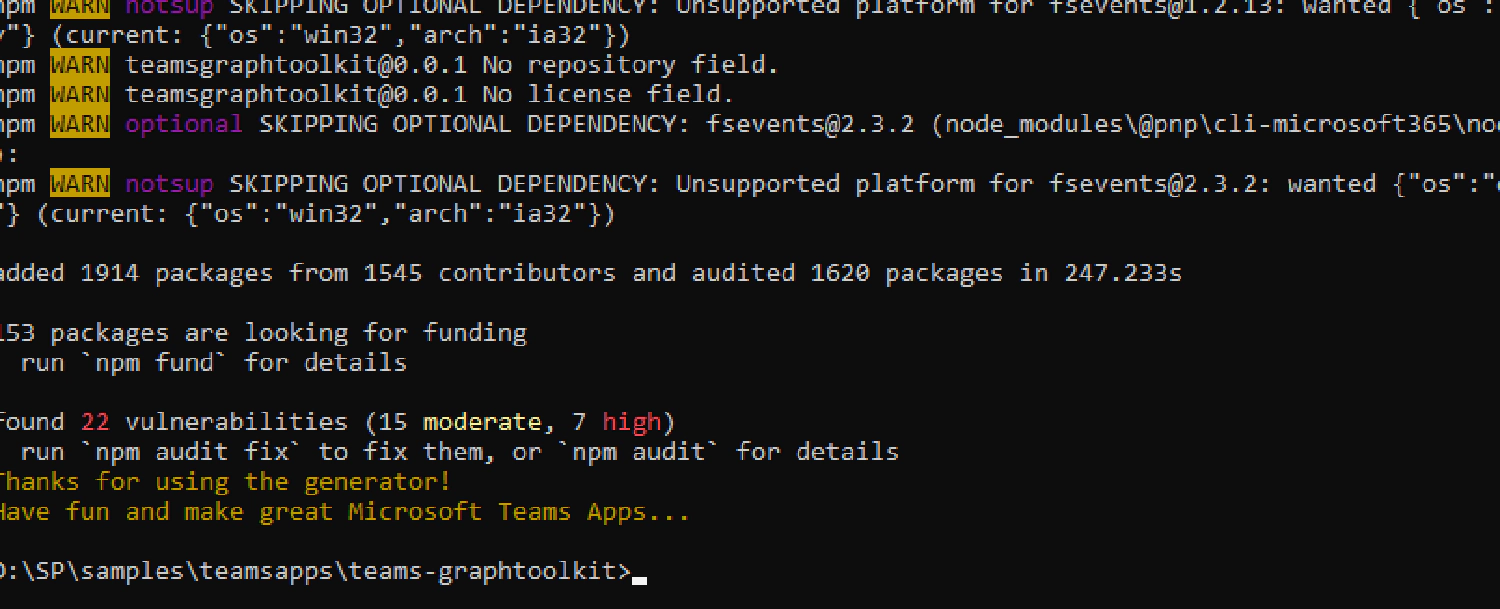 npm WARN notsup SKIPPING OPTIONAL DEPENDENCY: Unsupported platform for fsevents@1.2.13: wanted {"os":
"} (current: {"os":"win32","arch":"ia32"})
npm WARN teamsgraphtoolkit@0.0.1 No repository field.
npm WARN teamsgraphtoolkit@0.0.1 No license field.
npm WARN optional SKIPPING OPTIONAL DEPENDENCY: fsevents@2.3.2 (node_modules\@pnp\cli-microsoft365\
):
npm WARN notsup SKIPPING OPTIONAL DEPENDENCY: Unsupported platform for fsevents@2.3.2: wanted {"os":"
"} (current: {"os":"win32","arch":"ia32"})
added 1914 packages from 1545 contributors and audited 1620 packages in 247.233s
153 packages are looking for funding
run `npm fund` for details
found 22 vulnerabilities (15 moderate, 7 high)
run `npm audit fix` to fix them, or `npm audit` for details
Thanks for using the generator!
Have fun and make great Microsoft Teams Apps...
D:\SP\samples\teamsapps\teams-graphtoolkit>